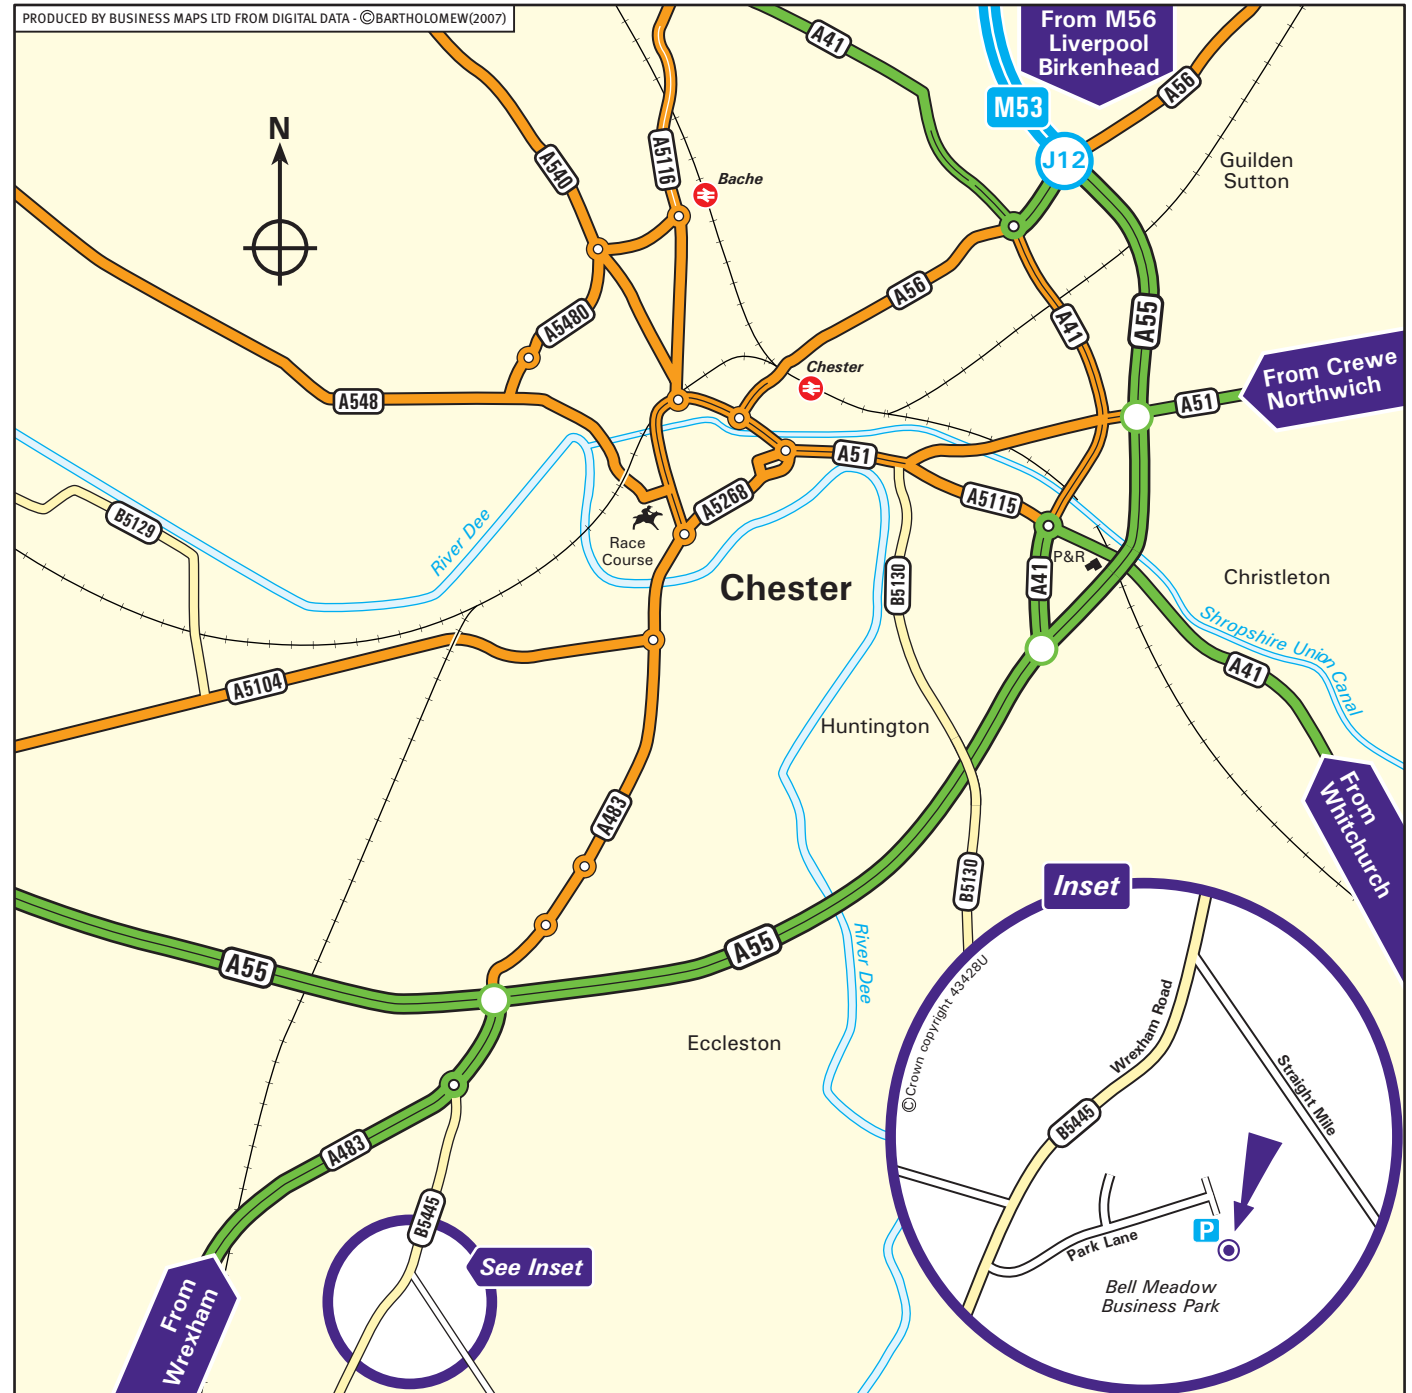 PRODUCED BY BUSINESS MAPS LTD FROM DIGITAL DATA - ©BARTHOLOMEW(2007)
A41
From M56
Liverpool
Birkenhead
M53
A56
J12
N
A540
A5116
Bache
Guilden
Sutton
A56
A5480
A41
A55
Chester
From Crewe
Northwich
A548
A51
A51
A5268
A5115
B5129
River Dee
Race
Course
P&R
Chester
B5130
A41
Christleton
Shropshire Union Canal
A41
A5104
Huntington
From
Whitchurch
A483
B5130
Inset
A55
A55
River Dee
©Crown copyright 43428U
Wrexham Road
Eccleston
Straight Mile
B5445
A483
B5445
P
Park Lane
See Inset
Bell Meadow
Business Park
From
Wrexham